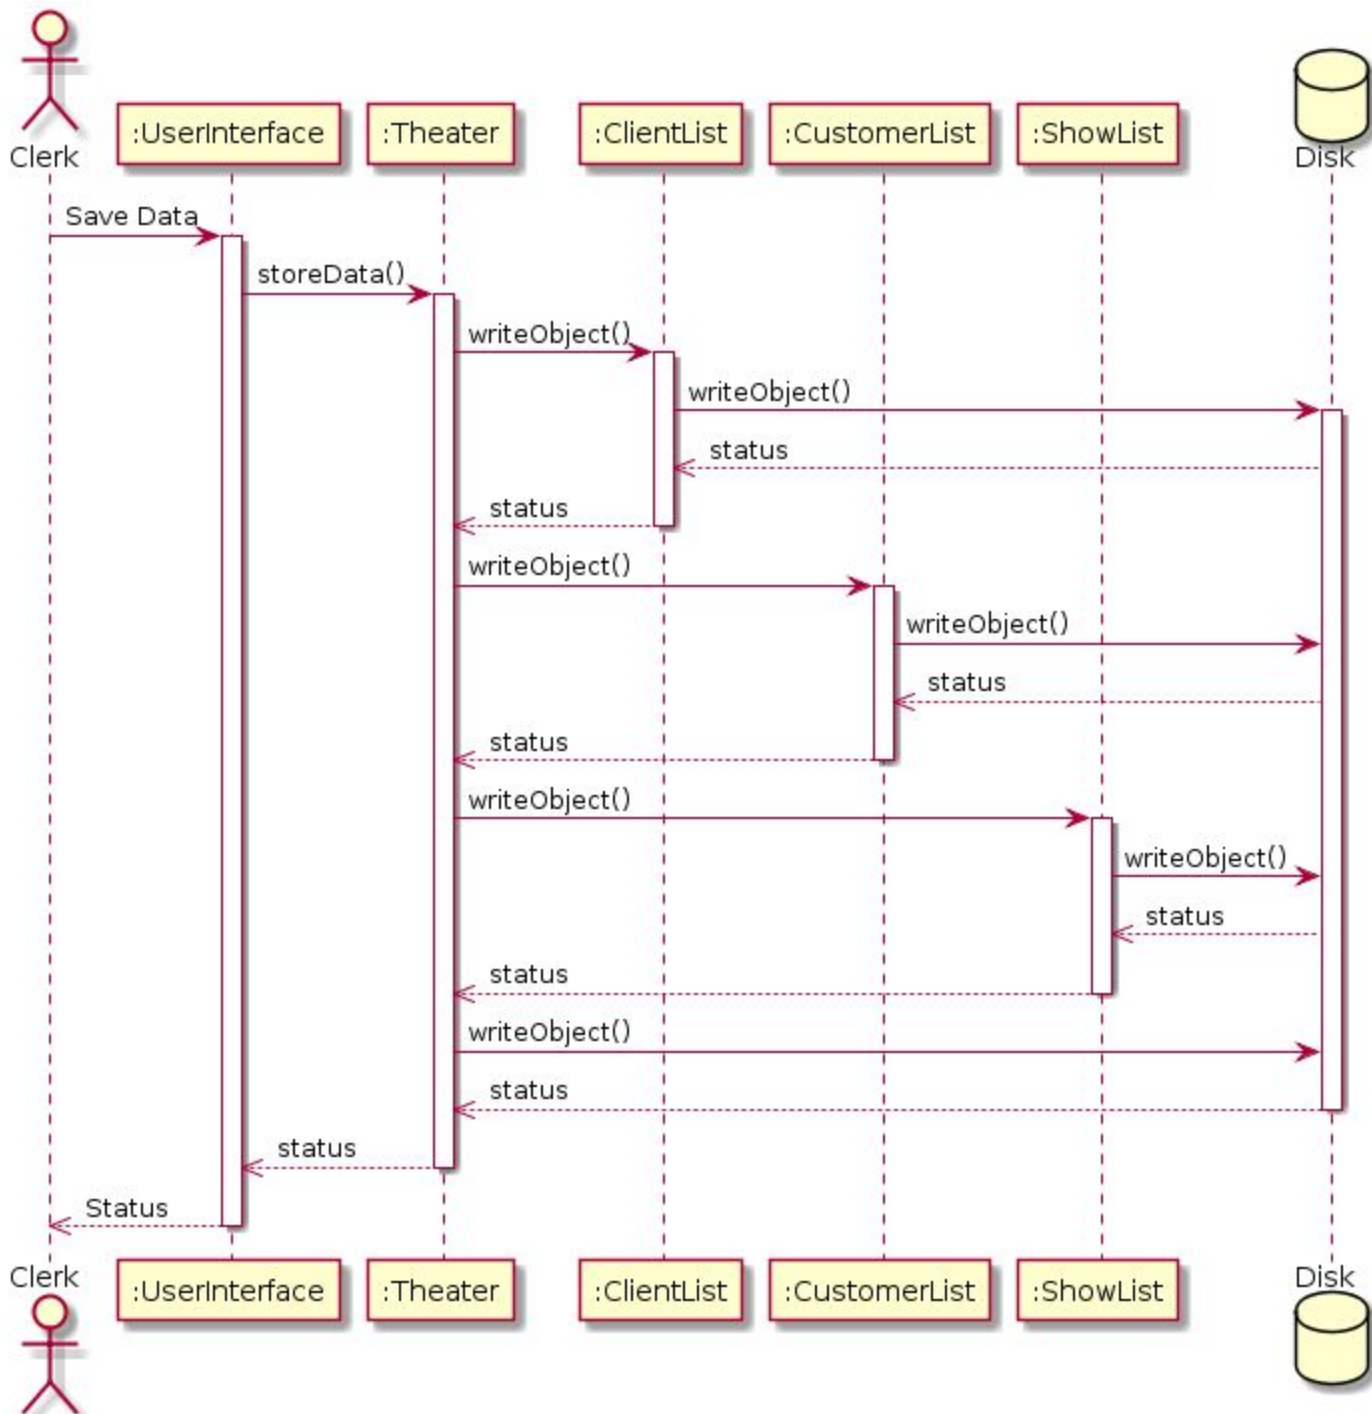 Clerk
:UserInterface
:Theater
:ClientList
:CustomerList
:ShowList
Disk
Save Data
storeData()
writeObject()
writeObject()
status
status
writeObject()
writeObject()
status
status
writeObject()
writeObject()
status
status
writeObject()
status
status
Status
Clerk
:UserInterface
:Theater
:ClientList
:CustomerList
:ShowList
Disk